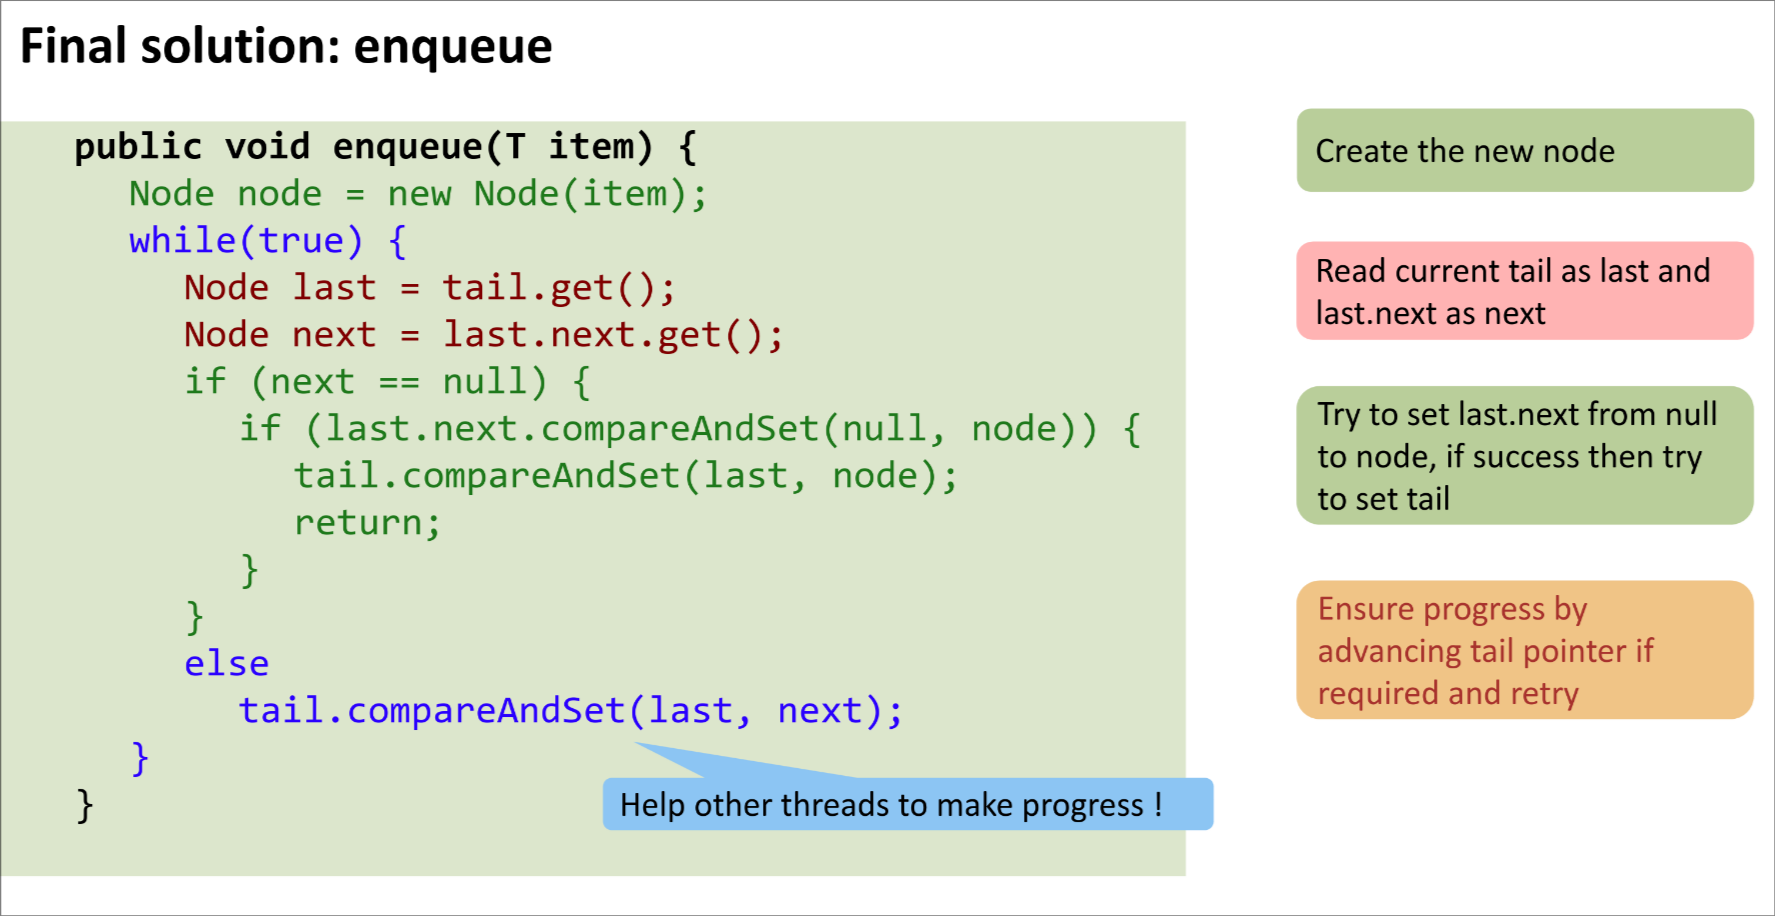 Final solution: enqueue
public void enqueue(T item) {
Node node = new Node(item);
while(true) {
Node last = tail.get();
Node next = last.next.get();
if (next == null) {
if (last.next.compareAndSet(null, node)) {
tail.compareAndSet(last, node);
return;
}
}
else
tail.compareAndSet(last, next);
}
}
Help other threads to make progress !
Create the new node
Read current tail as last and
last.next as next
Try to set last.next from null
to node, if success then try
to set tail
Ensure progress by
advancing tail pointer if
required and retry